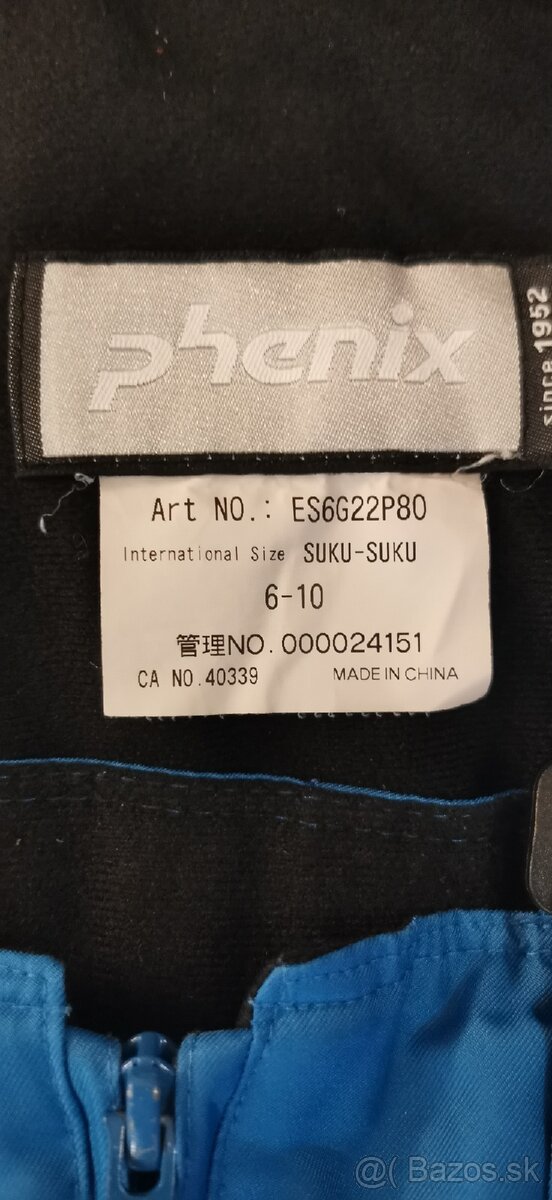 phenix
since 1952
Art NO.: ES6G22P80
International Size SUKU-SUKU
6-10
管理NO. 000024151
CA NO.40339 MADE IN CHINA
@( Bazos.sk